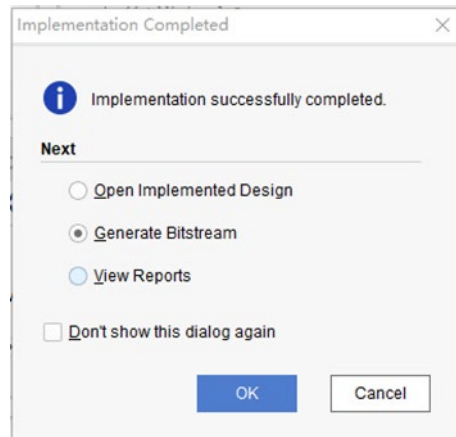 Implementation Completed
Implementation successfully completed.
Next
Open Implemented Design
Generate Bitstream
View Reports
Don't show this dialog again
OK
Cancel